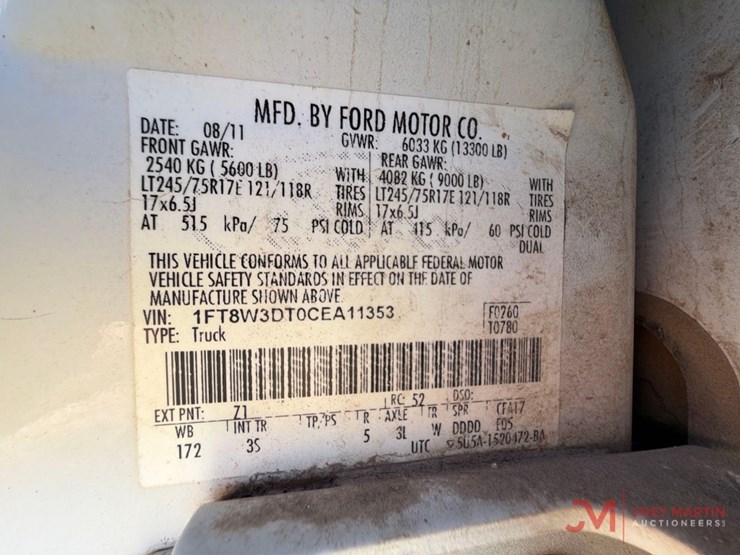 MFD. BY FORD MOTOR CO.
DATE: 08/11 GVWR: 6033 KG (13300 LB)
FRONT GAWR: REAR GAWR:
2540 KG ( 5600 LB) WITH 4082 KG ( 9000 LB) WITH
LT245/75R17E 121/118R TIRES LT245/75R17E 121/118R TIRES
17x6.5J RIMS 17x6.5J RIMS
AT 515 kPa/ 75 PSI COLD AT 415 kPa/ 60 PSI COLD
DUAL
THIS VEHICLE CONFORMS TO ALL APPLICABLE FEDERAL MOTOR
VEHICLE SAFETY STANDARDS IN EFFECT ON THE DATE OF
MANUFACTURE SHOWN ABOVE.
VIN: 1FT8W3DT0CEA11353 F0260
TYPE: Truck T0780
EXT PNT: Z1 RC: 52 DSO:
WB INT TR TP/PS R AXLE TR SPR CFA17
172 3S 5 3L W DDDD F05
UTC 5U5A-1520472-BA
JM JOEY MARTIN
AUCTIONEERS